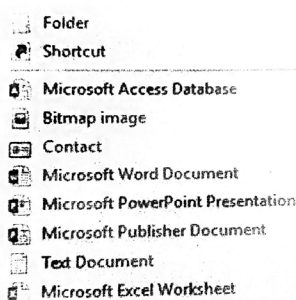 Folder
Shortcut
Microsoft Access Database
Bitmap image
Contact
Microsoft Word Document
Microsoft PowerPoint Presentation
Microsoft Publisher Document
Text Document
Microsoft Excel Worksheet